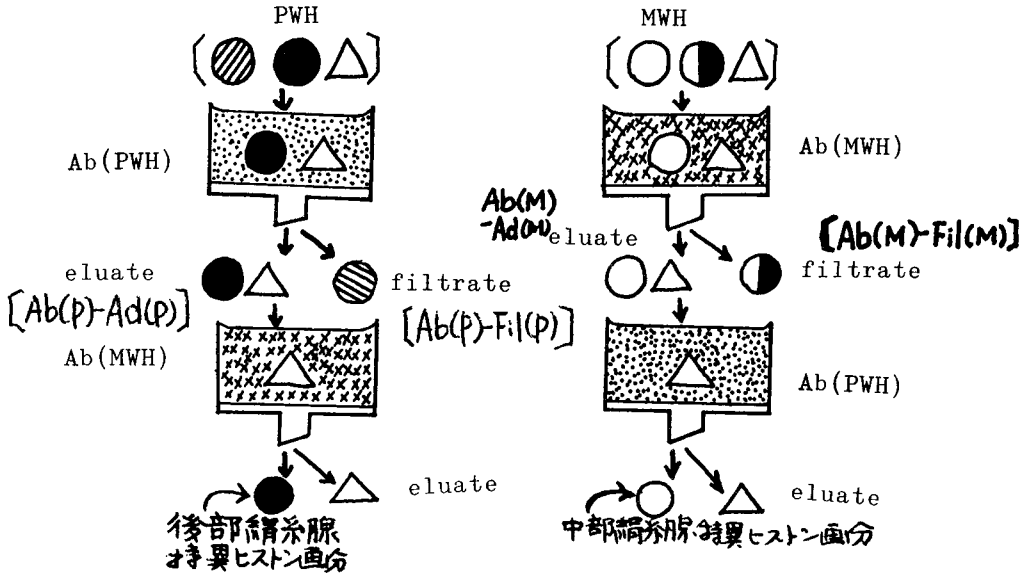 PWH
Ab(PWH)
eluate
[Ab(P)-Ad(P)]
filtrate
[Ab(P)-Fil(P)]
Ab(MWH)
eluate
後部絹糸腺
特異ヒストン画分
MWH
Ab(MWH)
Ab(M)
-Ad(M)
eluate
[Ab(M)-Fil(M)]
filtrate
Ab(PWH)
eluate
中部絹糸腺特異ヒストン画分